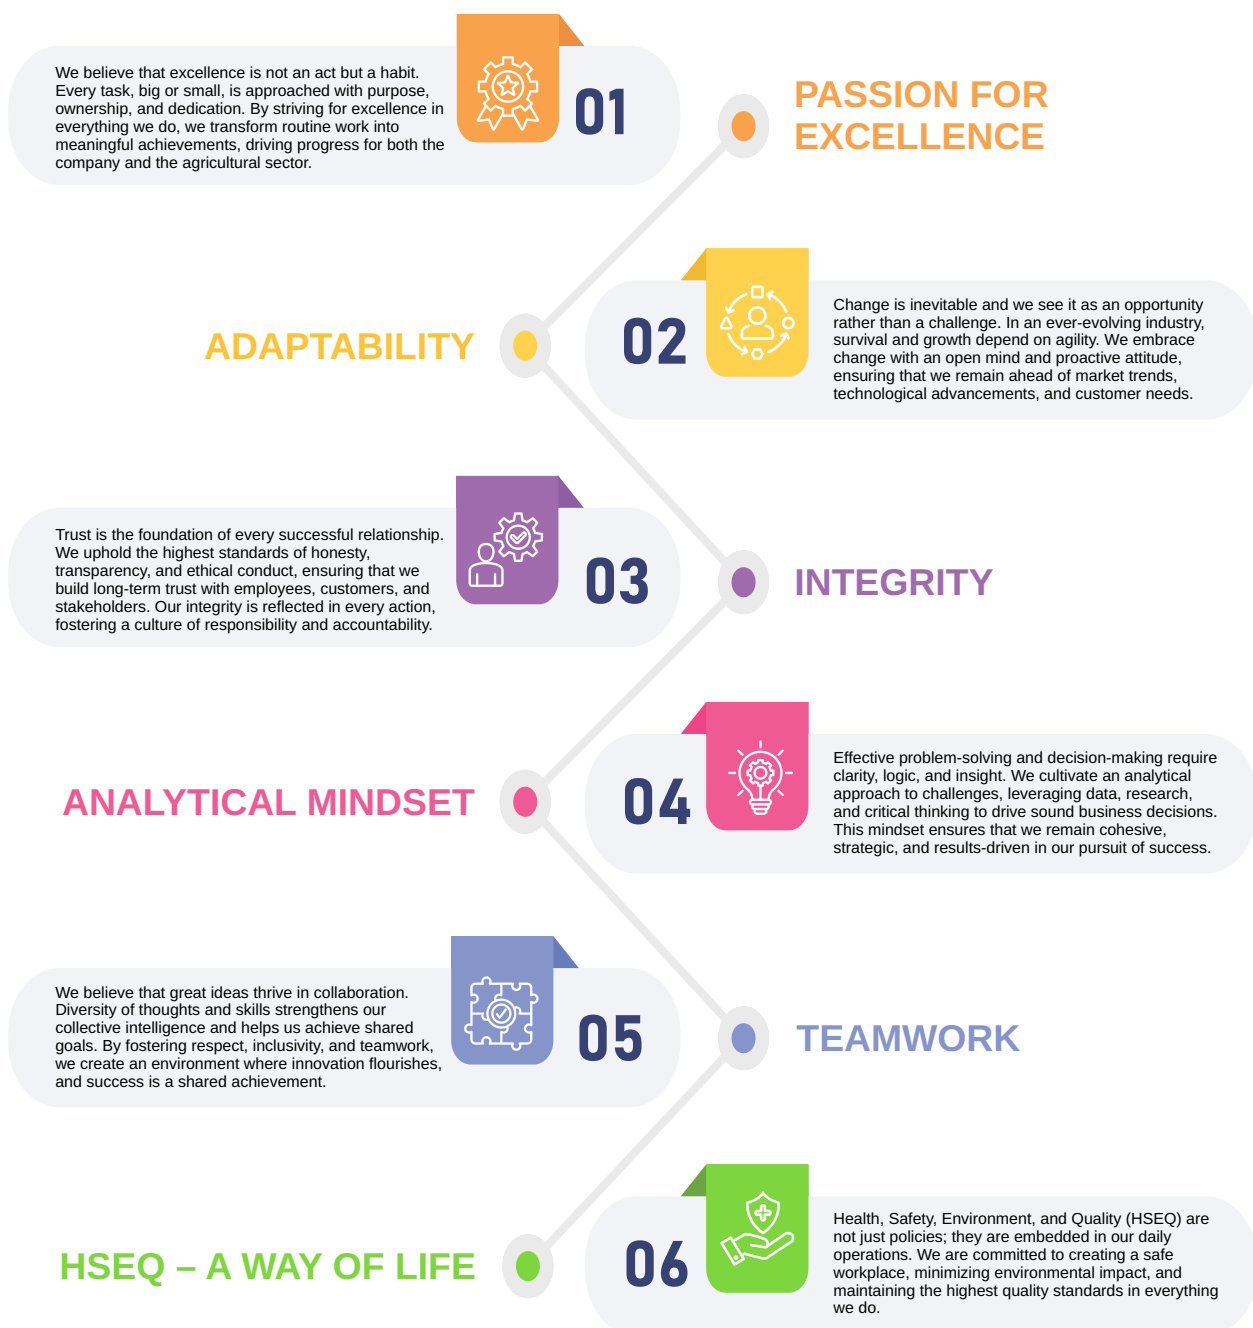 We believe that excellence is not an act but a habit.
Every task, big or small, is approached with purpose,
ownership, and dedication. By striving for excellence in
everything we do, we transform routine work into
meaningful achievements, driving progress for both the
company and the agricultural sector.
01
PASSION FOR
EXCELLENCE
ADAPTABILITY
02
Change is inevitable and we see it as an opportunity
rather than a challenge. In an ever-evolving industry,
survival and growth depend on agility. We embrace
change with an open mind and proactive attitude,
ensuring that we remain ahead of market trends,
technological advancements, and customer needs.
Trust is the foundation of every successful relationship.
We uphold the highest standards of honesty,
transparency, and ethical conduct, ensuring that we
build long-term trust with employees, customers, and
stakeholders. Our integrity is reflected in every action,
fostering a culture of responsibility and accountability.
03
INTEGRITY
ANALYTICAL MINDSET
04
Effective problem-solving and decision-making require
clarity, logic, and insight. We cultivate an analytical
approach to challenges, leveraging data, research,
and critical thinking to drive sound business decisions.
This mindset ensures that we remain cohesive,
strategic, and results-driven in our pursuit of success.
We believe that great ideas thrive in collaboration.
Diversity of thoughts and skills strengthens our
collective intelligence and helps us achieve shared
goals. By fostering respect, inclusivity, and teamwork,
we create an environment where innovation flourishes,
and success is a shared achievement.
05
TEAMWORK
HSEQ – A WAY OF LIFE
06
Health, Safety, Environment, and Quality (HSEQ) are
not just policies; they are embedded in our daily
operations. We are committed to creating a safe
workplace, minimizing environmental impact, and
maintaining the highest quality standards in everything
we do.